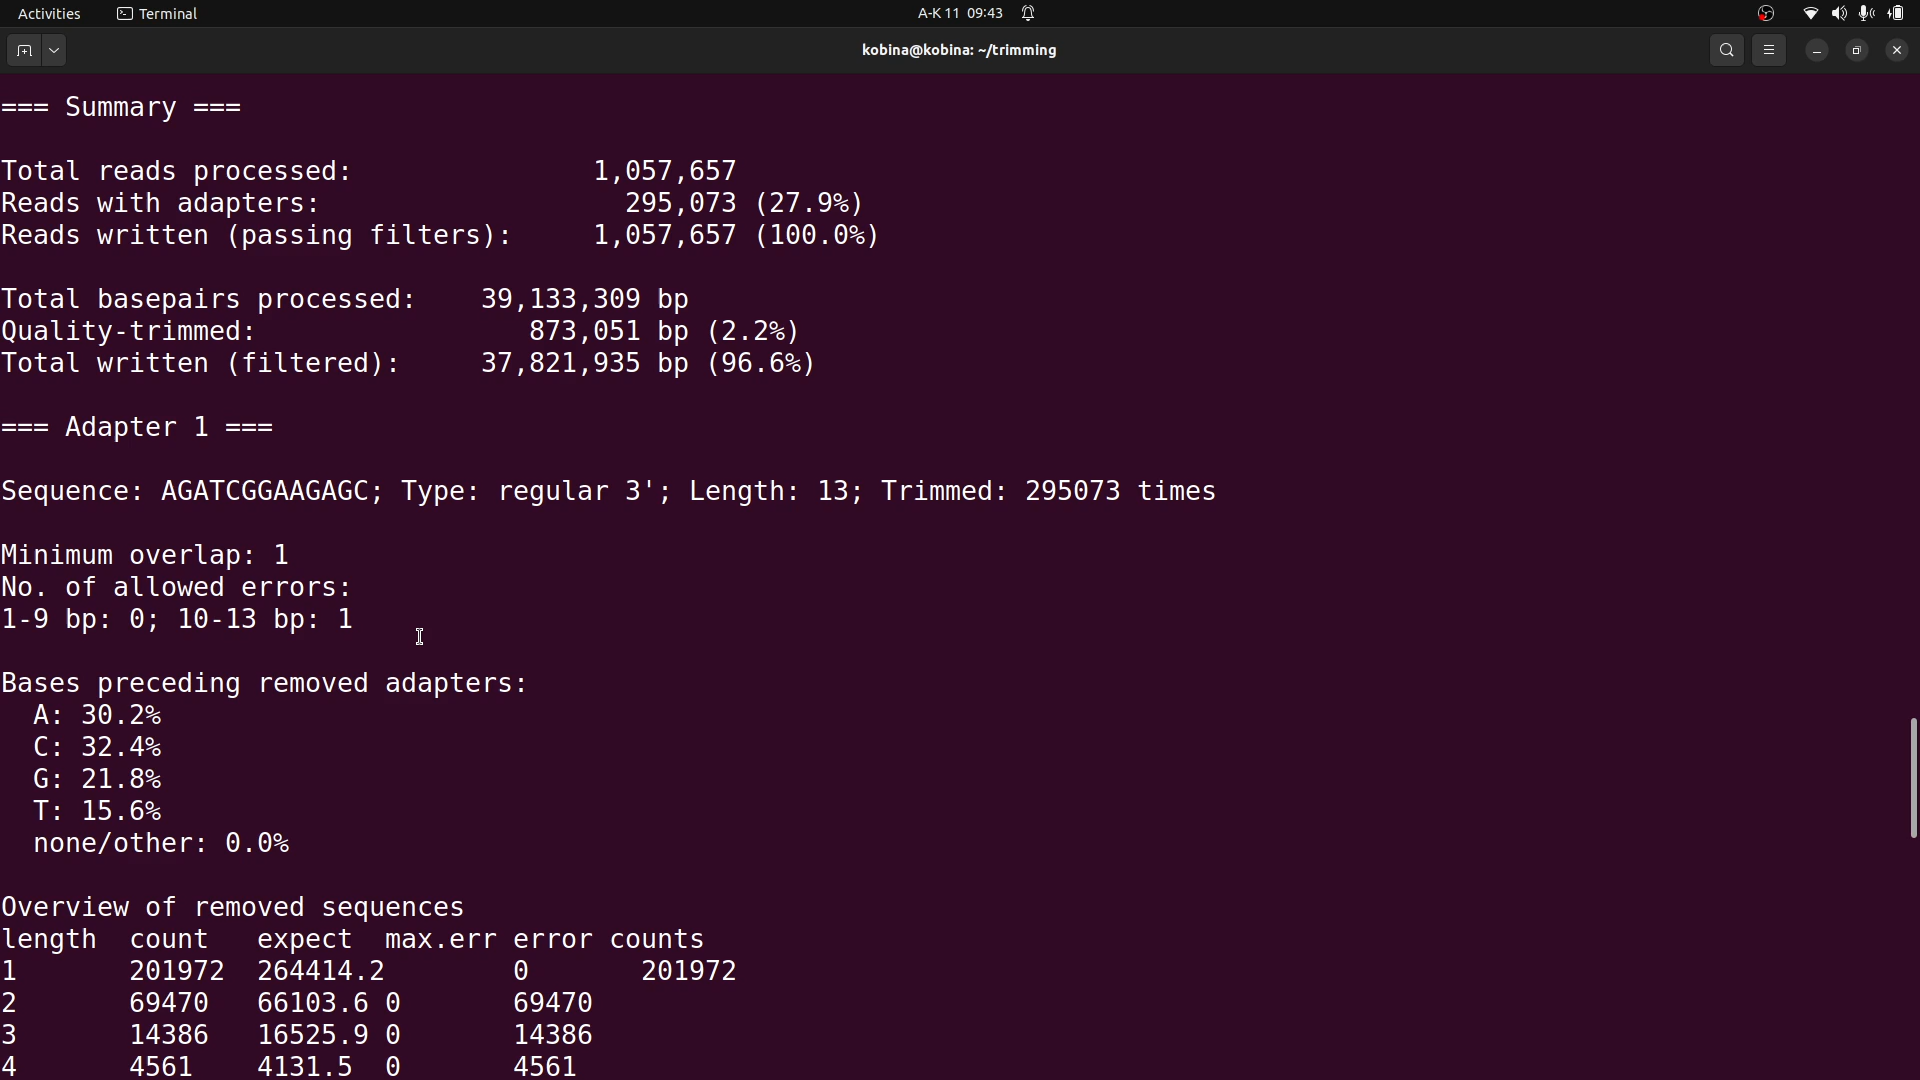 Activities Terminal A-K 11 09:43
kobina@kobina: ~/trimming
=== Summary ===
Total reads processed: 1,057,657
Reads with adapters: 295,073 (27.9%)
Reads written (passing filters): 1,057,657 (100.0%)
Total basepairs processed: 39,133,309 bp
Quality-trimmed: 873,051 bp (2.2%)
Total written (filtered): 37,821,935 bp (96.6%)
=== Adapter 1 ===
Sequence: AGATCGGAAGAGC; Type: regular 3'; Length: 13; Trimmed: 295073 times
Minimum overlap: 1
No. of allowed errors:
1-9 bp: 0; 10-13 bp: 1
Bases preceding removed adapters:
A: 30.2%
C: 32.4%
G: 21.8%
T: 15.6%
none/other: 0.0%
Overview of removed sequences
length count expect max.err error counts
1 201972 264414.2 0 201972
2 69470 66103.6 0 69470
3 14386 16525.9 0 14386
4 4561 4131.5 0 4561